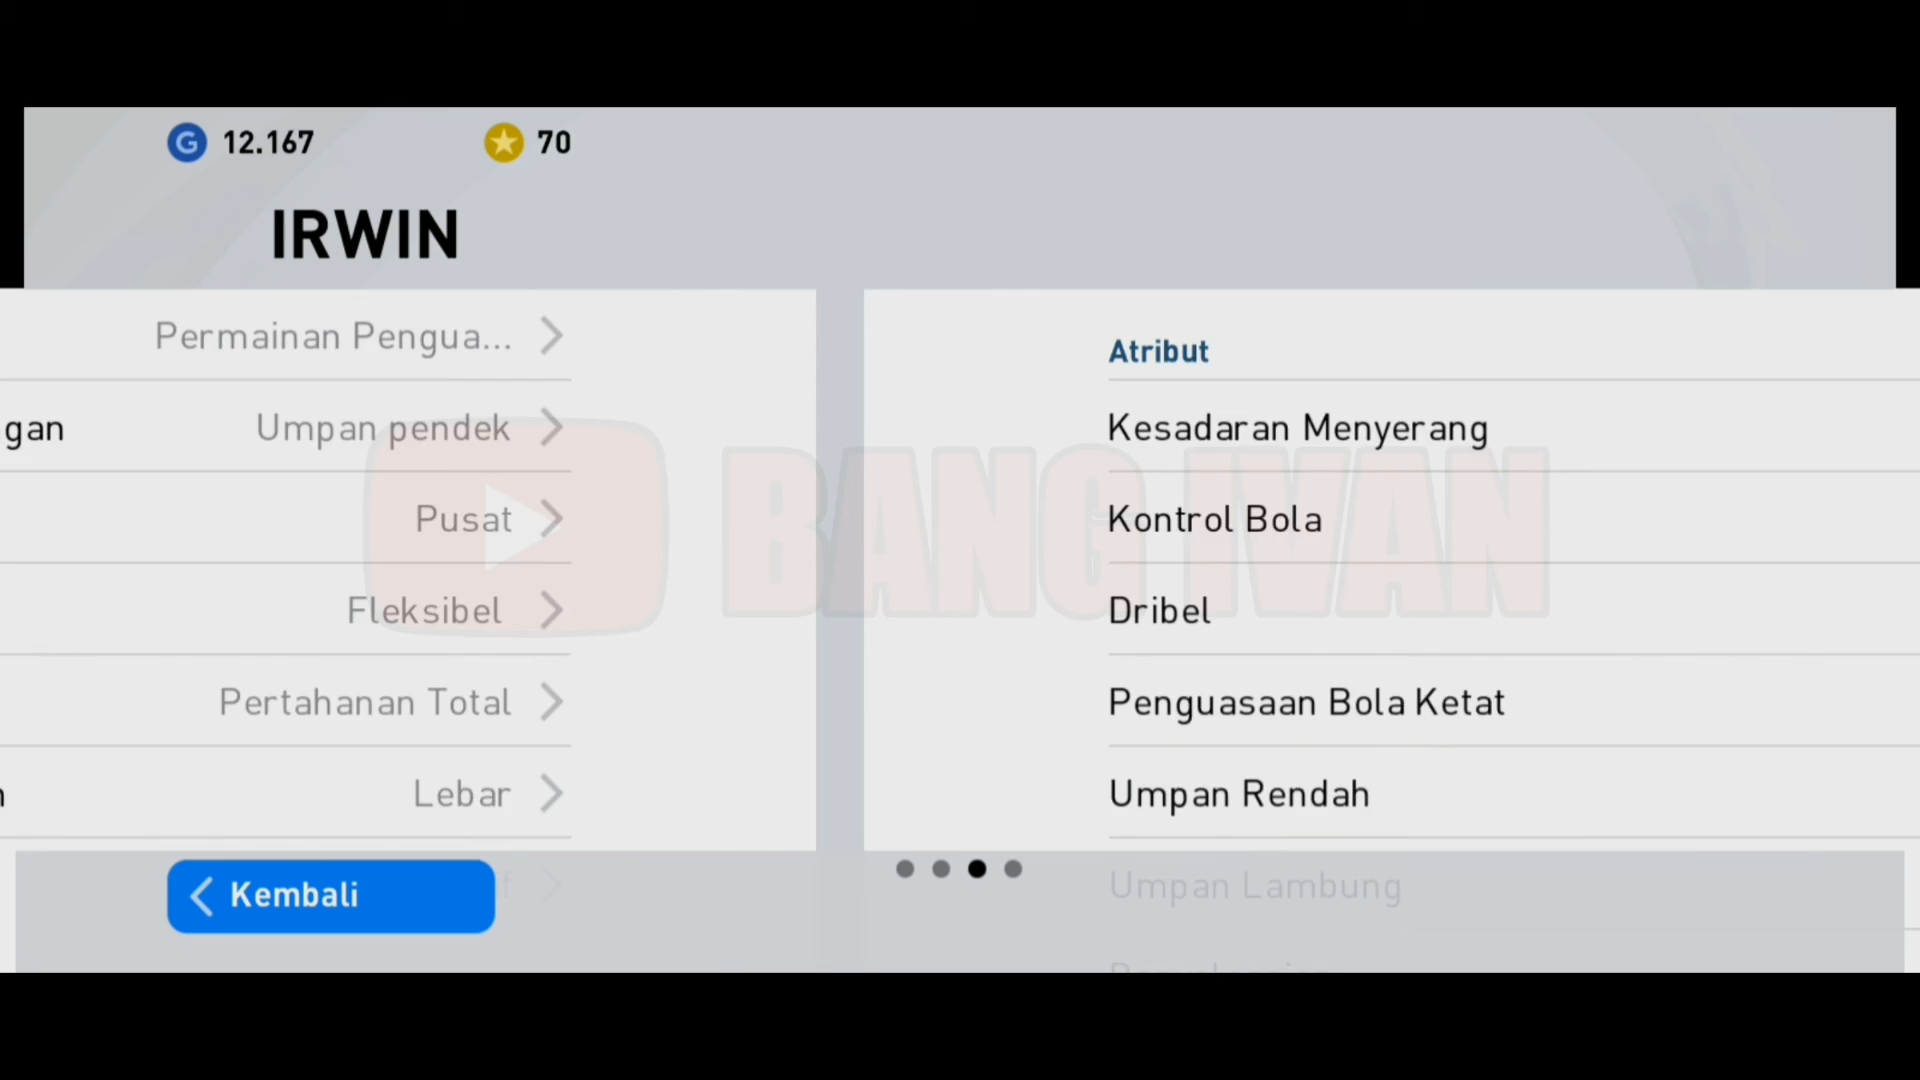 G 12.167 70
IRWIN
Permainan Pengua...
gan Umpan pendek
Pusat
Fleksibel
Pertahanan Total
Lebar
Kembali
Atribut
Kesadaran Menyerang
Kontrol Bola
Dribel
Penguasaan Bola Ketat
Umpan Rendah
Umpan Lambung
BANG IVAN